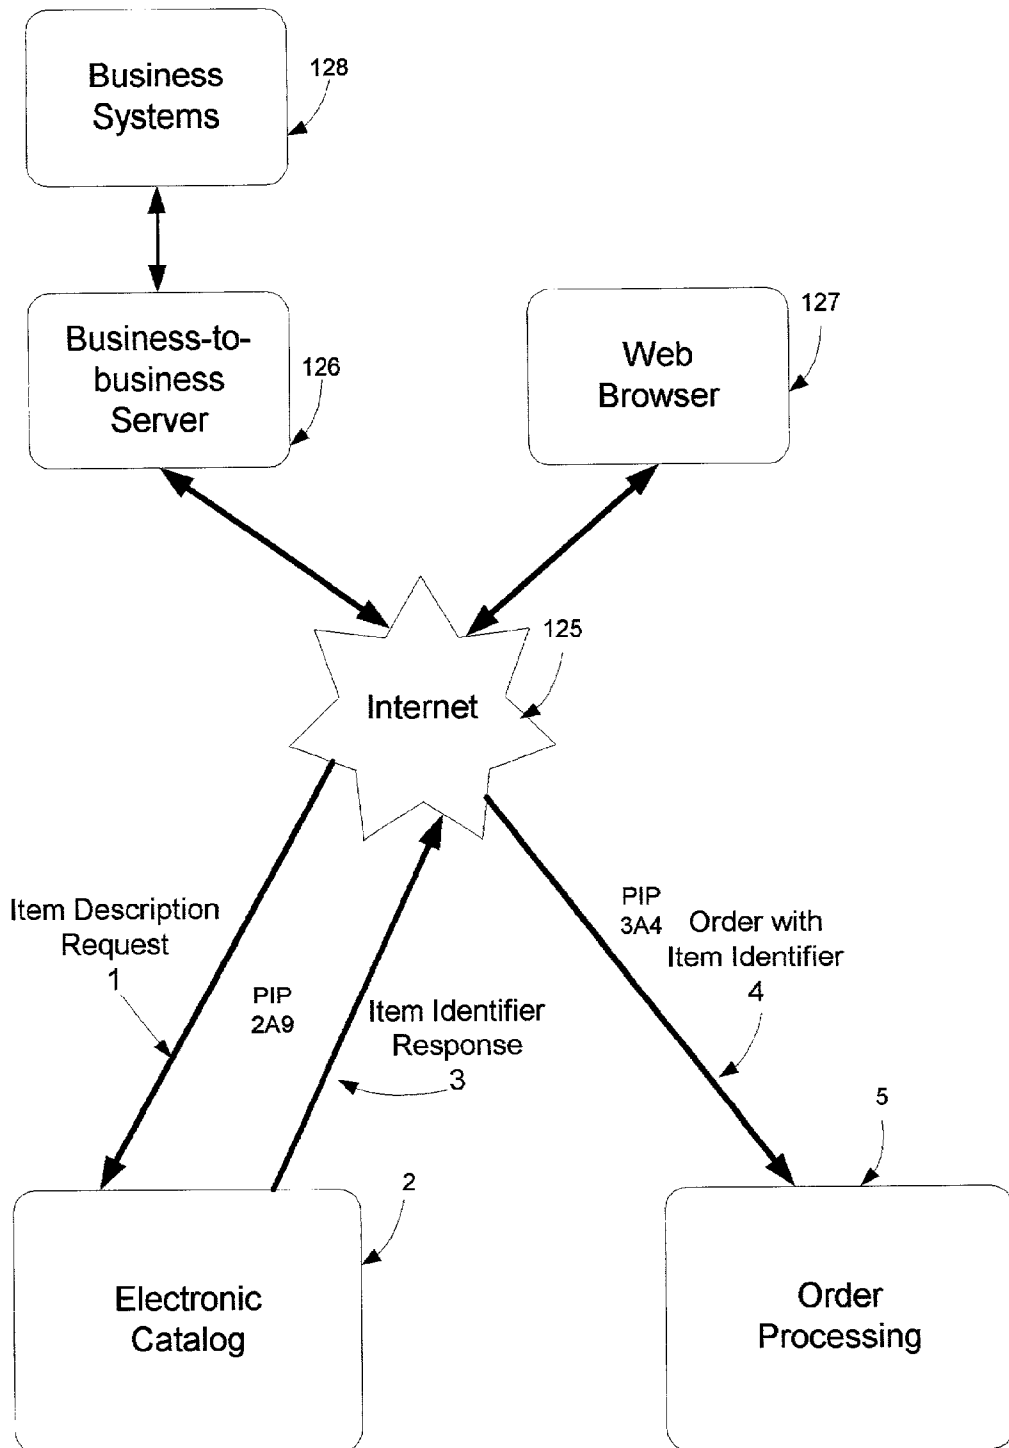 Business
Systems
128
Business-to-
business
Server
126
Web
Browser
127
125
Internet
Item Description
Request
1
PIP
2A9
Item Identifier
Response
3
PIP
3A4
Order with
Item Identifier
4
2
5
Electronic
Catalog
Order
Processing